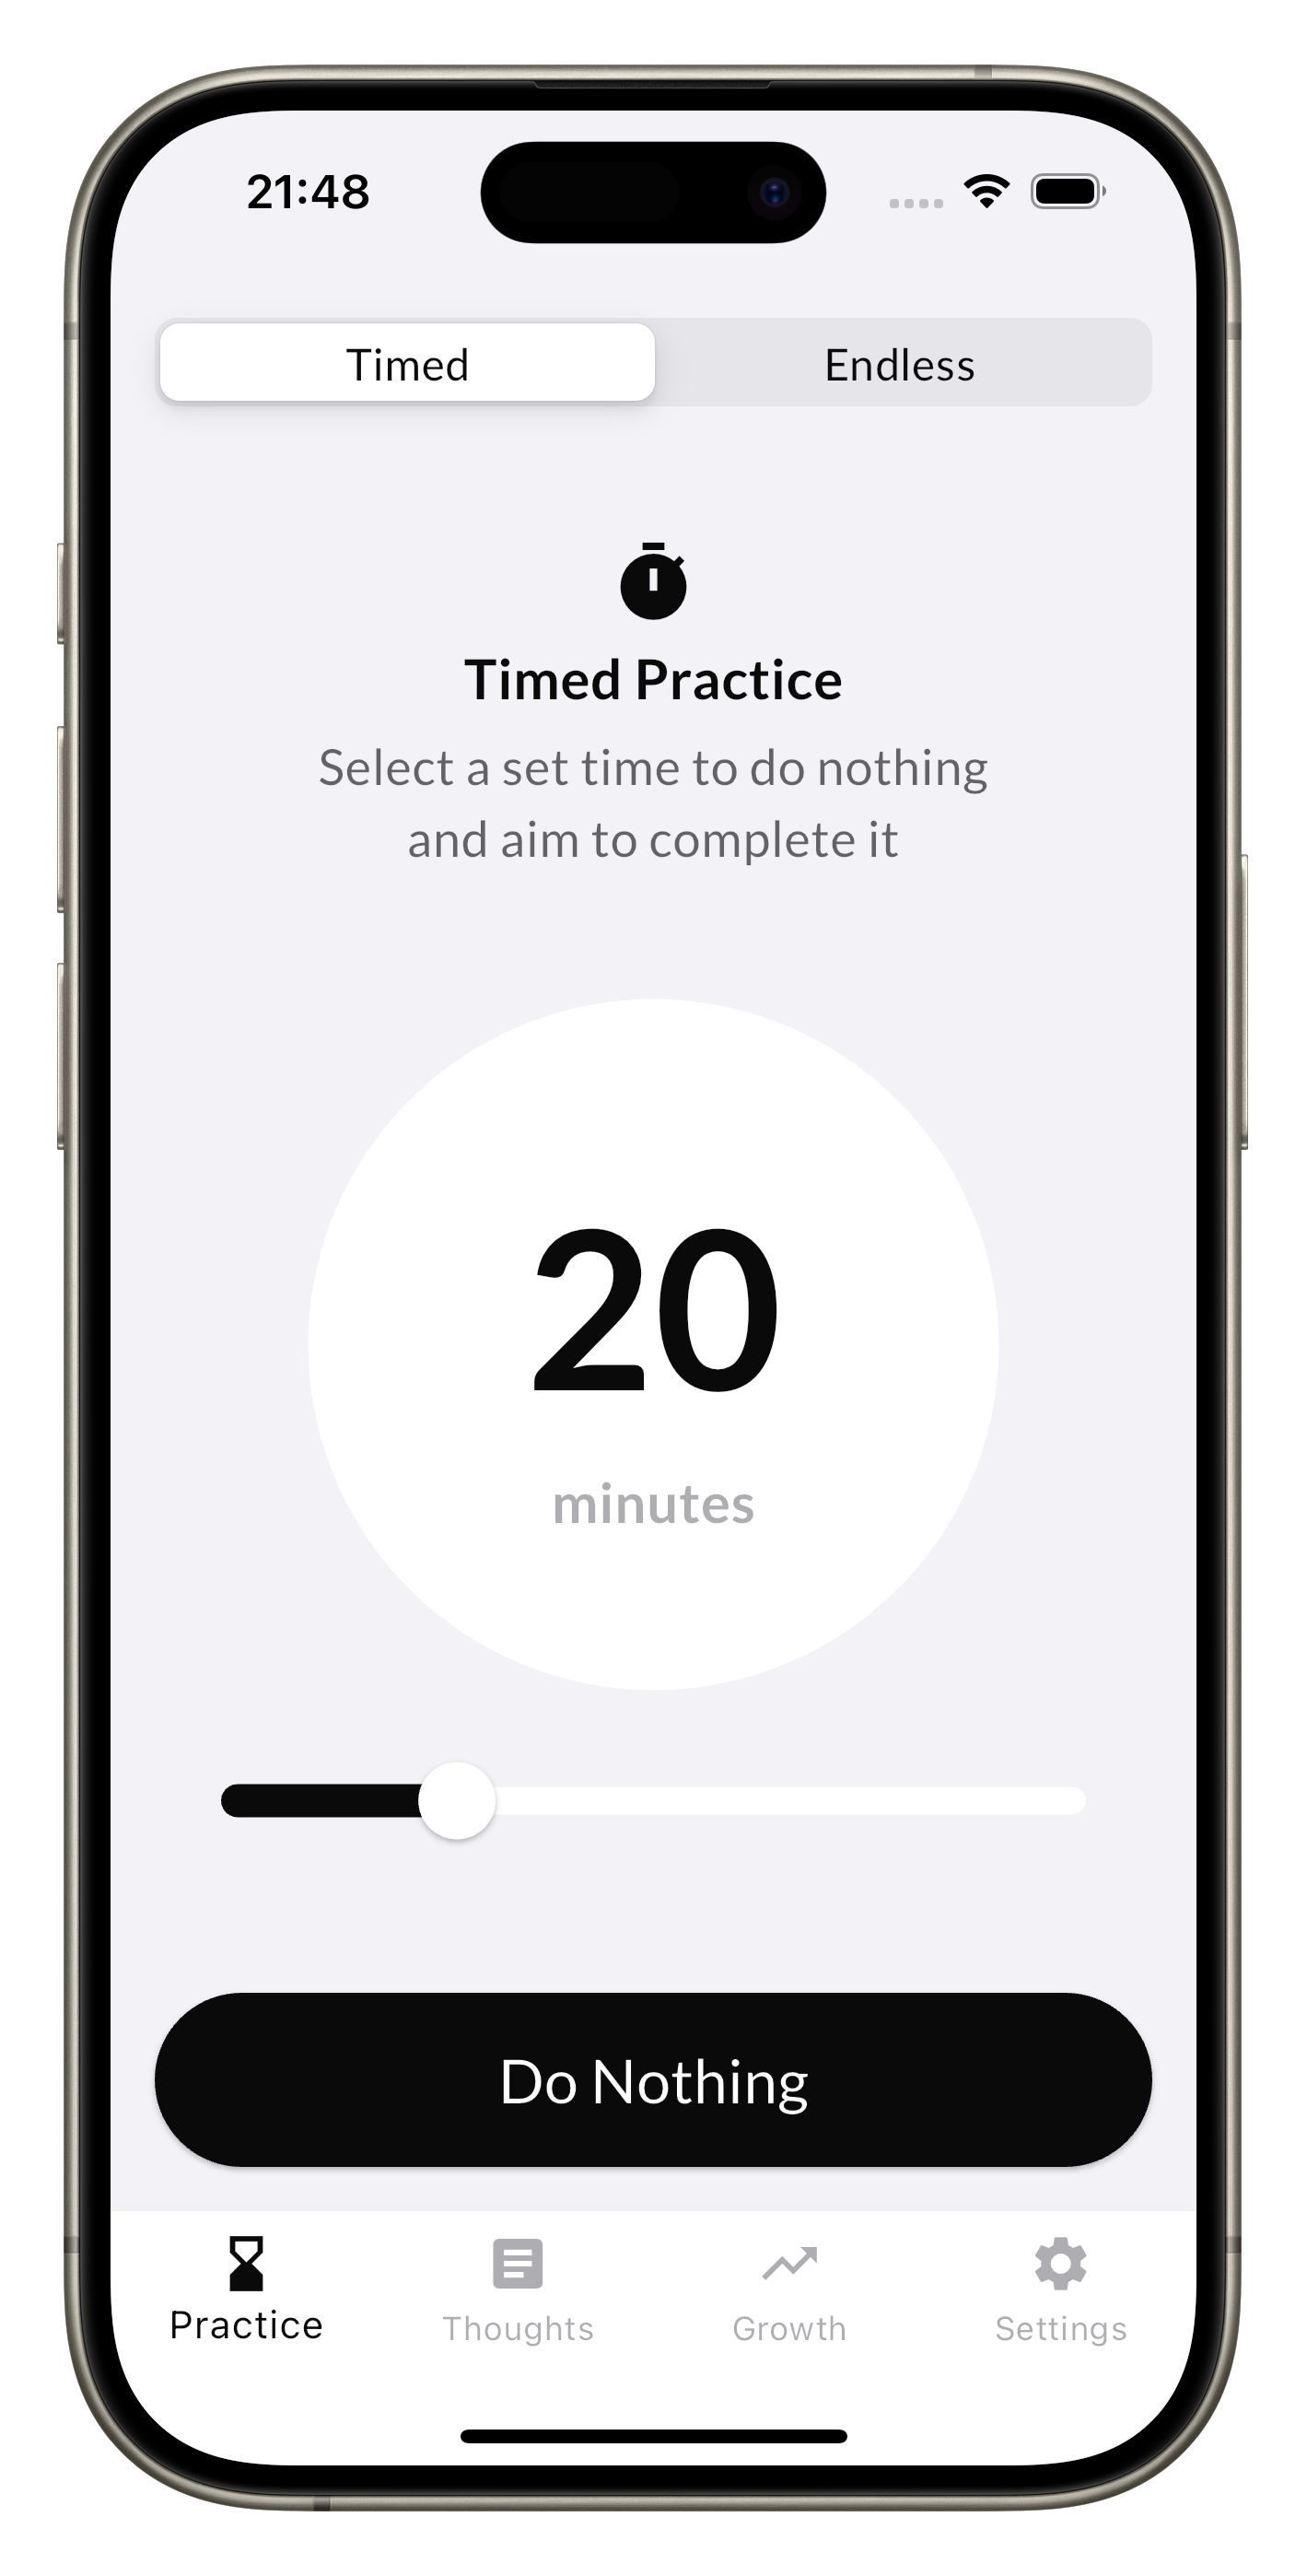 21:48
Timed
Endless
Timed Practice
Select a set time to do nothing
and aim to complete it
20
minutes
Do Nothing
Practice
Thoughts
Growth
Settings